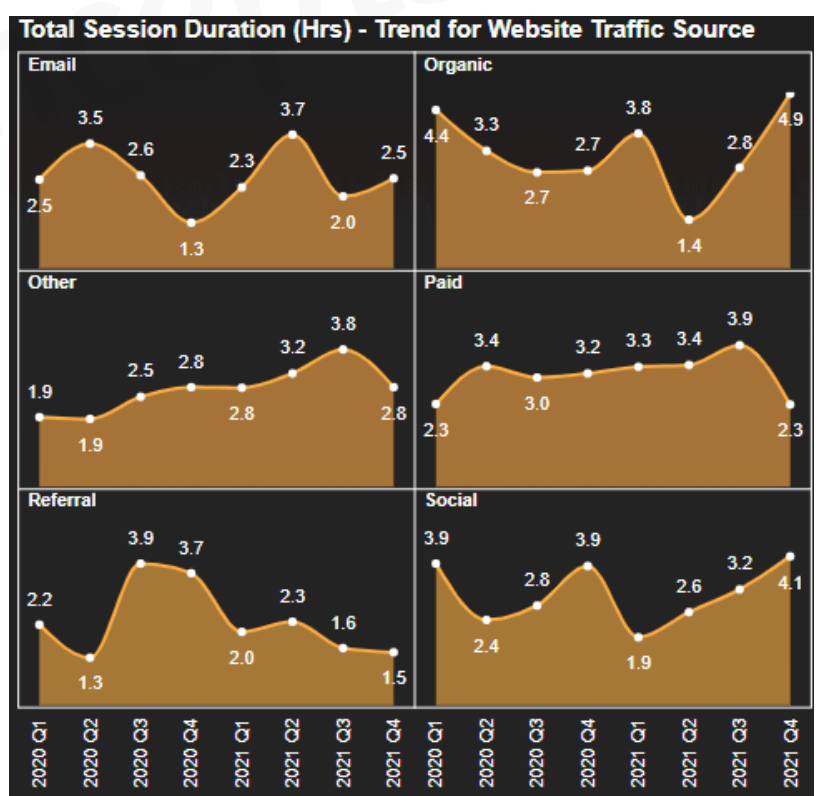 Total Session Duration (Hrs) - Trend for Website Traffic Source
Email
2.5
3.5
2.6
1.3
2.3
3.7
2.0
2.5
Organic
4.4
3.3
2.7
2.7
3.8
1.4
2.8
4.9
Other
1.9
1.9
2.5
2.8
2.8
3.2
3.8
2.8
Paid
2.3
3.4
3.0
3.2
3.3
3.4
3.9
2.3
Referral
2.2
1.3
3.9
3.7
2.0
2.3
1.6
1.5
Social
3.9
2.4
2.8
3.9
1.9
2.6
3.2
4.1
2020 Q1
2020 Q2
2020 Q3
2020 Q4
2021 Q1
2021 Q2
2021 Q3
2021 Q4
2020 Q1
2020 Q2
2020 Q3
2020 Q4
2021 Q1
2021 Q2
2021 Q3
2021 Q4